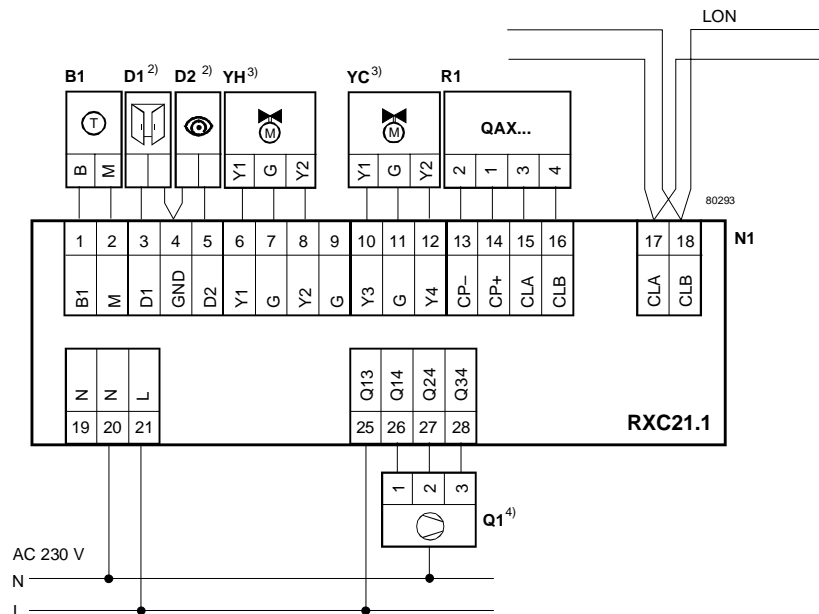 LON
B1 D1 2) D2 2) YH 3) YC 3) R1
T M M QAX...
B M Y1 G Y2 Y1 G Y2 2 1 3 4
80293
1 2 3 4 5 6 7 8 9 10 11 12 13 14 15 16 17 18 N1
B1 M D1 GND D2 Y1 G Y2 G Y3 G Y4 CP– CP+ CLA CLB CLA CLB
N N L Q13 Q14 Q24 Q34
19 20 21 25 26 27 28 RXC21.1
1 2 3
Q1 4)
AC 230 V
N
L